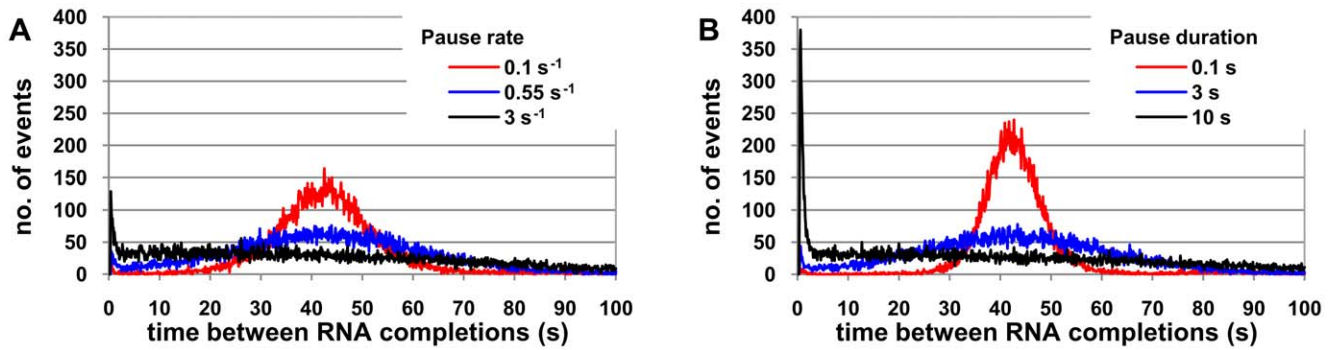 A
no. of events
400
350
300
250
200
150
100
50
0
Pause rate
0.1 s-1
0.55 s-1
3 s-1
0 10 20 30 40 50 60 70 80 90 100
time between RNA completions (s)
B
no. of events
400
350
300
250
200
150
100
50
0
Pause duration
0.1 s
3 s
10 s
0 10 20 30 40 50 60 70 80 90 100
time between RNA completions (s)